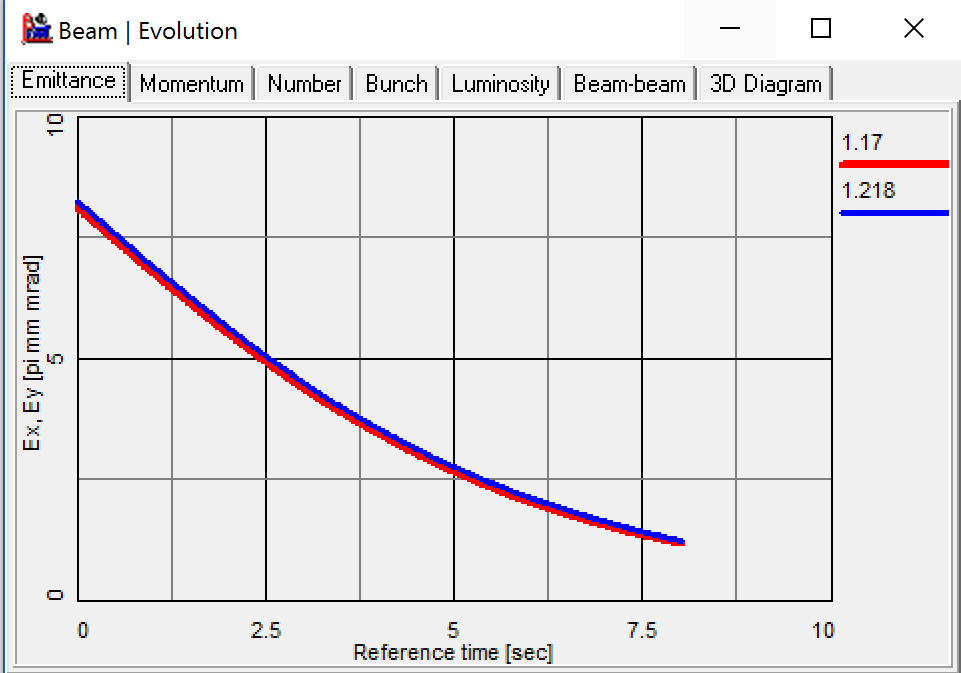 Beam | Evolution
Emittance Momentum Number Bunch Luminosity Beam-beam 3D Diagram
10
1.17
1.218
Ex, Ey [pi mm mrad]
5
0
0 2.5 5 7.5 10
Reference time [sec]